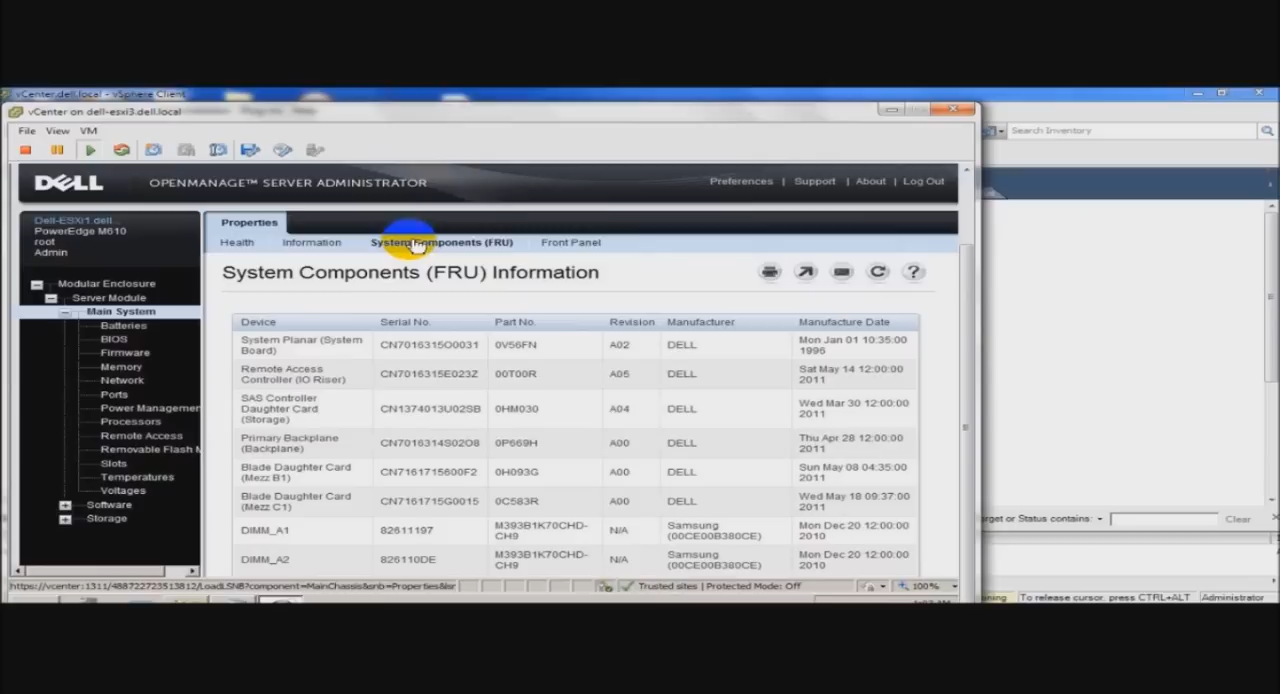 vCenter.dell.local - vSphere Client
vCenter on dell-esxi3.dell.local
File View VM
Search Inventory
DELL OPENMANAGE™ SERVER ADMINISTRATOR Preferences | Support | About | Log Out
Dell-ESXi1.dell...
PowerEdge M610
root
Admin
Modular Enclosure
Server Module
Main System
Batteries
BIOS
Firmware
Memory
Network
Ports
Power Managemen
Processors
Remote Access
Removable Flash M
Slots
Temperatures
Voltages
Software
Storage
Properties
Health Information System Components (FRU) Front Panel
System Components (FRU) Information
Device Serial No. Part No. Revision Manufacturer Manufacture Date
System Planar (System Board) CN7016315O0031 0V56FN A02 DELL Mon Jan 01 10:35:00 1996
Remote Access Controller (IO Riser) CN7016315E023Z 00T00R A05 DELL Sat May 14 12:00:00 2011
SAS Controller Daughter Card (Storage) CN1374013U02SB 0HM030 A04 DELL Wed Mar 30 12:00:00 2011
Primary Backplane (Backplane) CN7016314S02O8 0P669H A00 DELL Thu Apr 28 12:00:00 2011
Blade Daughter Card (Mezz B1) CN7161715600F2 0H093G A00 DELL Sun May 08 04:35:00 2011
Blade Daughter Card (Mezz C1) CN7161715G0015 0C583R A00 DELL Wed May 18 09:37:00 2011
DIMM_A1 82611197 M393B1K70CHD-CH9 N/A Samsung (00CE00B380CE) Mon Dec 20 12:00:00 2010
DIMM_A2 826110DE M393B1K70CHD-CH9 N/A Samsung (00CE00B380CE) Mon Dec 20 12:00:00 2010
arget or Status contains: Clear
Trusted sites | Protected Mode: Off 100%
To release cursor, press CTRL+ALT Administrator